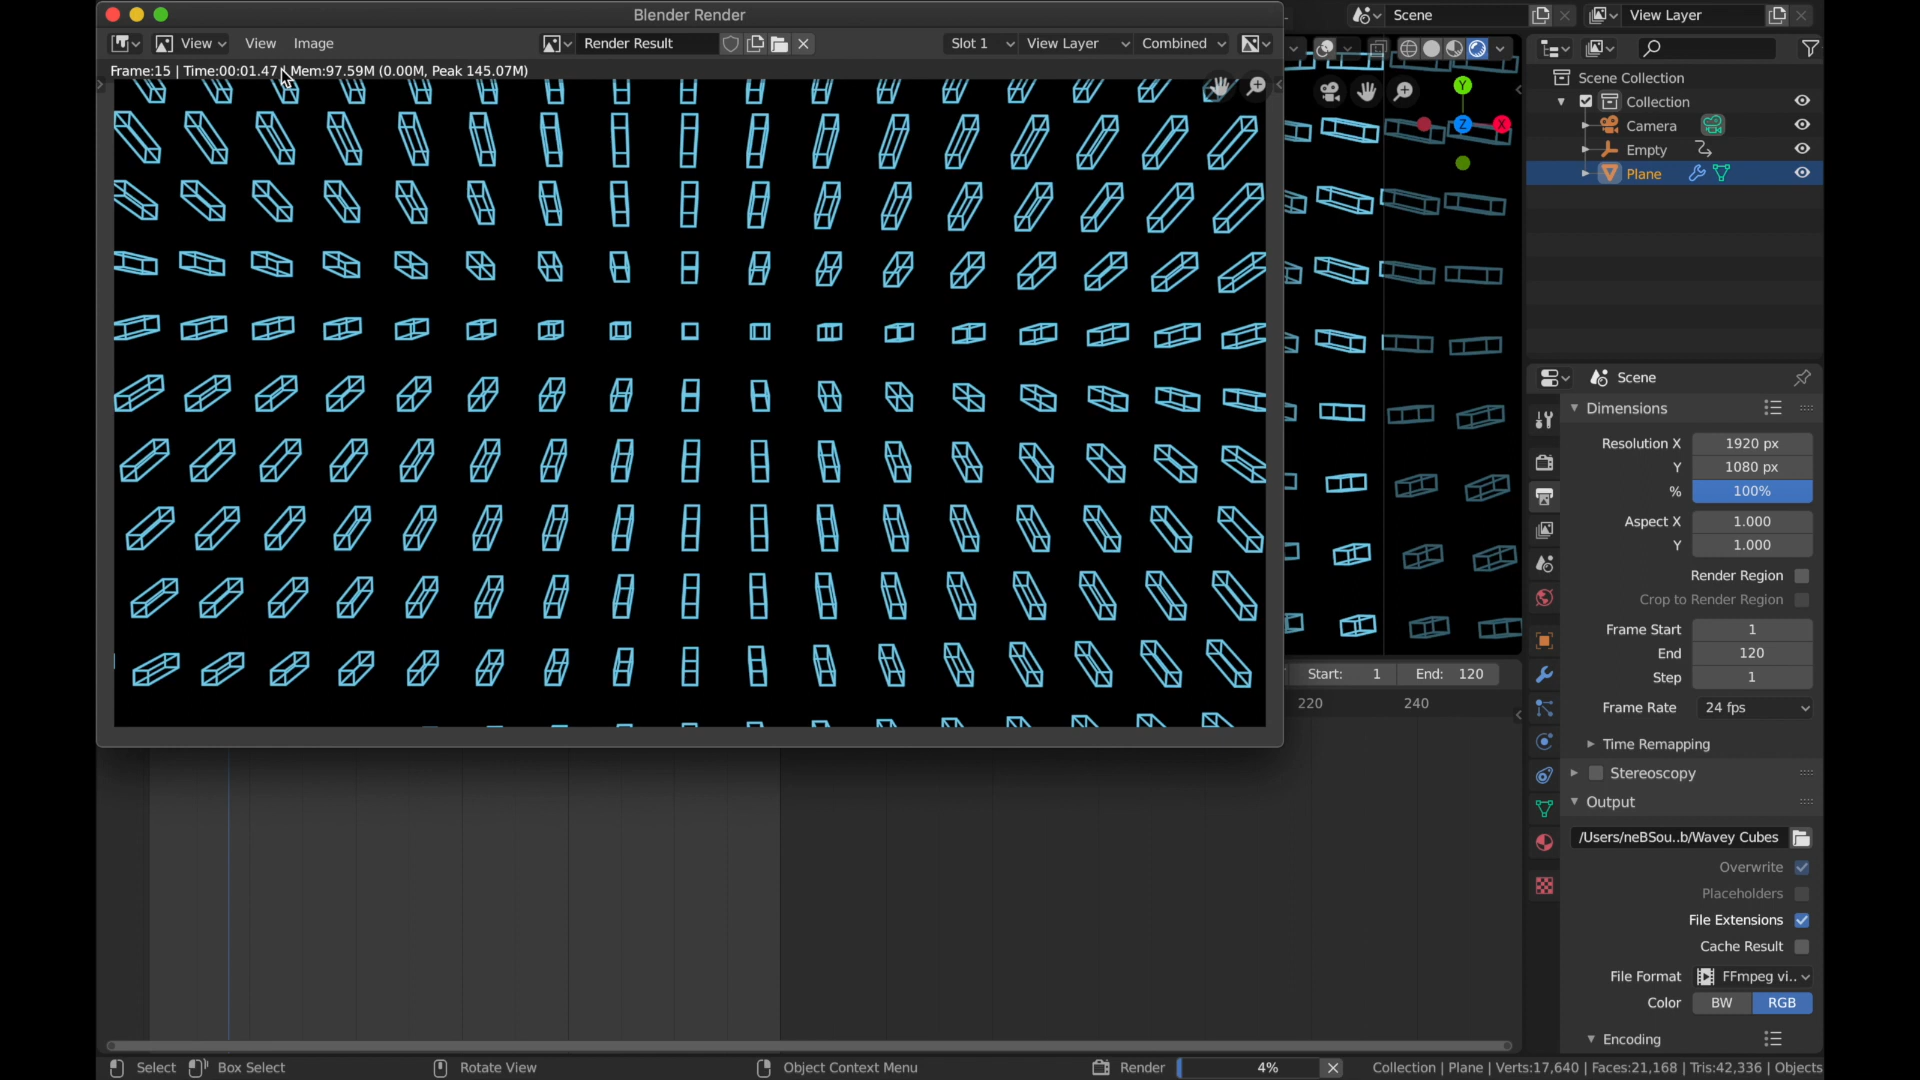 Blender Render
View View Image Render Result Slot 1 View Layer Combined
Frame:15 | Time:00:01.47 | Mem:97.59M (0.00M, Peak 145.07M)
Scene View Layer
Y
X
Z
Scene Collection
Collection
Camera
Empty
Plane
Scene
Dimensions
Resolution X 1920 px
Y 1080 px
% 100%
Aspect X 1.000
Y 1.000
Render Region
Crop to Render Region
Frame Start 1
End 120
Step 1
Frame Rate 24 fps
Time Remapping
Stereoscopy
Output
/Users/neBSou..b/Wavey Cubes
Overwrite
Placeholders
File Extensions
Cache Result
File Format FFmpeg vi..
Color BW RGB
Encoding
Start: 1 End: 120
220 240
Select Box Select Rotate View Object Context Menu Render 4% Collection | Plane | Verts:17,640 | Faces:21,168 | Tris:42,336 | Objects